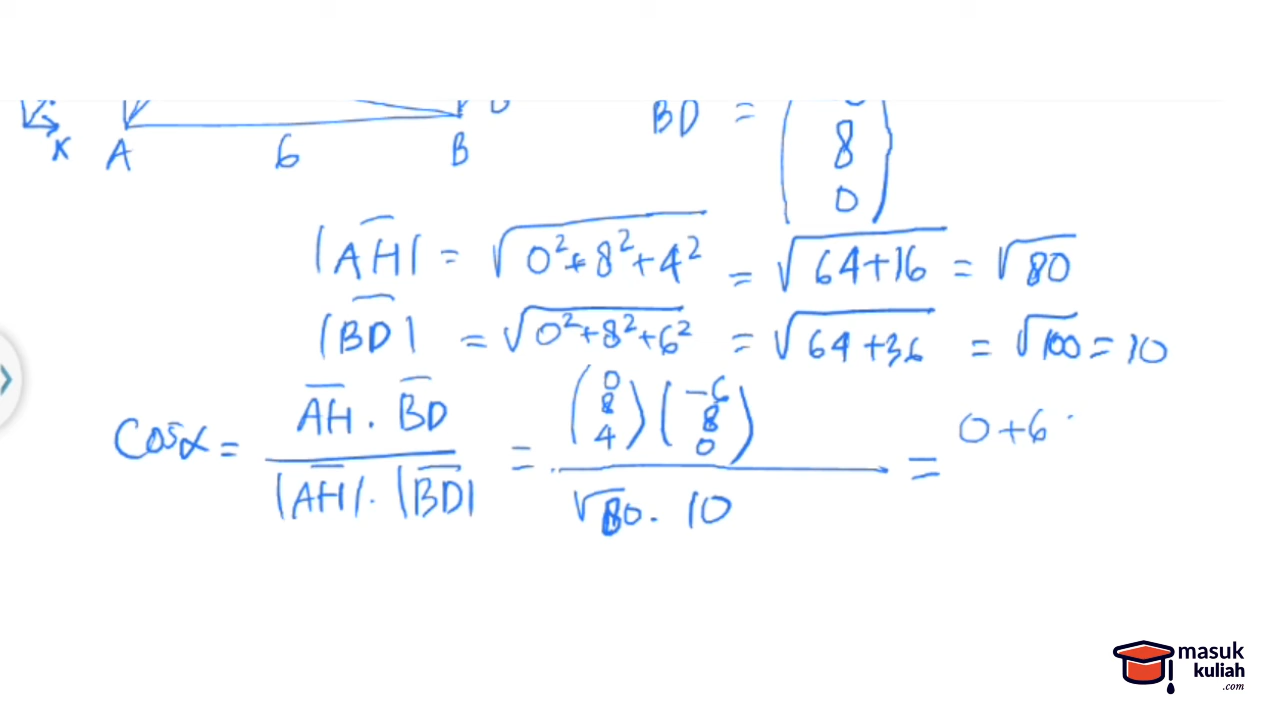 x A 6 B
BD = ( 8 0 )
|AH| = √0²+8²+4² = √64+16 = √80
|BD| = √0²+8²+6² = √64+36 = √100 = 10
Cosα = AH . BD / |AH| . |BD| = (0 8 4) (-6 8 0) / √80 . 10 = 0+6
masuk
kuliah
.com